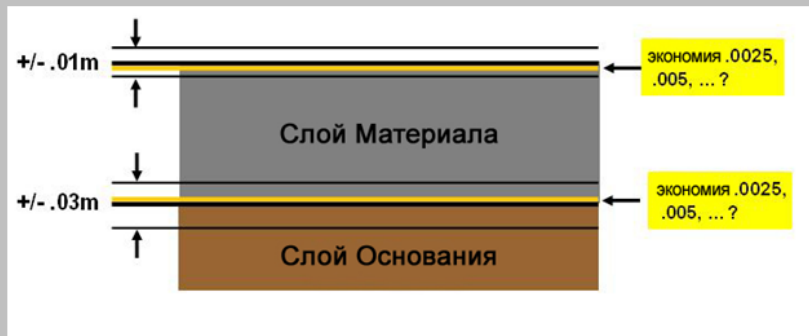 +/- .01m
экономия .0025,
.005, ... ?
Слой Материала
+/- .03m
экономия .0025,
.005, ... ?
Слой Основания